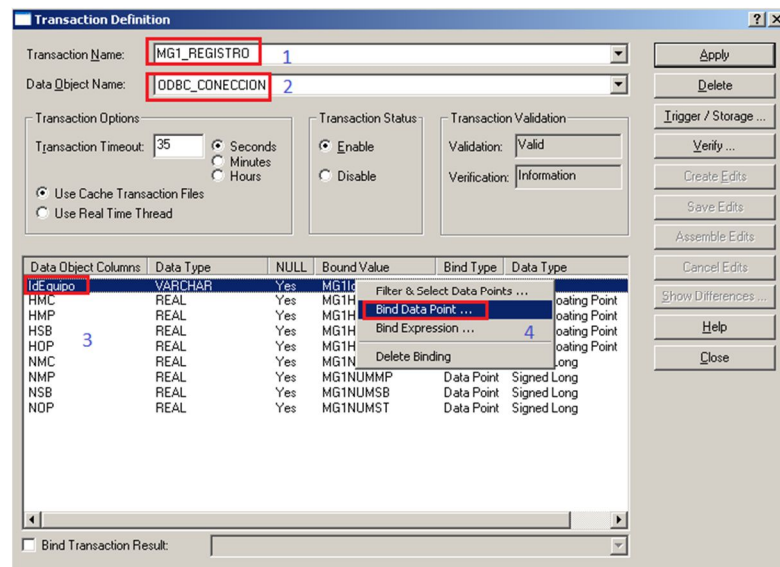 Transaction Definition
Transaction Name: MG1_REGISTRO 1
Apply
Data Object Name: ODBC_CONECCION 2
Delete
Transaction Options
Transaction Status
Transaction Validation
Trigger / Storage ...
Transaction Timeout: 35 Seconds
Minutes
Hours
Enable
Disable
Validation: Valid
Verification: Information
Verify ...
Create Edits
Use Cache Transaction Files
Use Real Time Thread
Save Edits
Assemble Edits
Cancel Edits
Show Differences ...
Help
Close
Data Object Columns Data Type NULL Bound Value Bind Type Data Type
IdEquipo VARCHAR Yes MG1Id
HMC REAL Yes MG1H oating Point
HMP REAL Yes MG1H oating Point
HSB REAL Yes MG1H oating Point
HOP REAL Yes MG1H oating Point
NMC REAL Yes MG1N ong
NMP REAL Yes MG1NUMMP Data Point Signed Long
NSB REAL Yes MG1NUMSB Data Point Signed Long
NOP REAL Yes MG1NUMST Data Point Signed Long
3
Filter & Select Data Points ...
Bind Data Point ...
Bind Expression ... 4
Delete Binding
Bind Transaction Result: